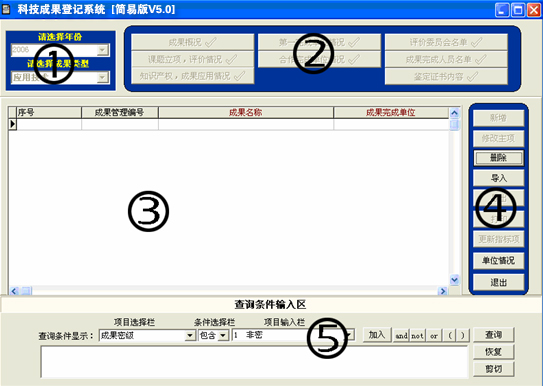 科技成果登记系统 [简易版V5.0]
请选择年份
2006
①
请选择成果类型
应用技
成果概况
第一
情况
评价委员会名单
②
课题立项，评价情况
合作
情况
成果完成人员名单
知识产权，成果应用情况
鉴定证书内容
序号 成果管理编号 成果名称 成果完成单位
③
新增
修改主项
删除
导入
④
更新指标项
单位情况
退出
查询条件输入区
项目选择栏 条件选择栏 项目输入栏
查询条件显示： 成果密级 包含 1 非密 ⑤ 加入 and not or ( ) 查询
恢复
剪切